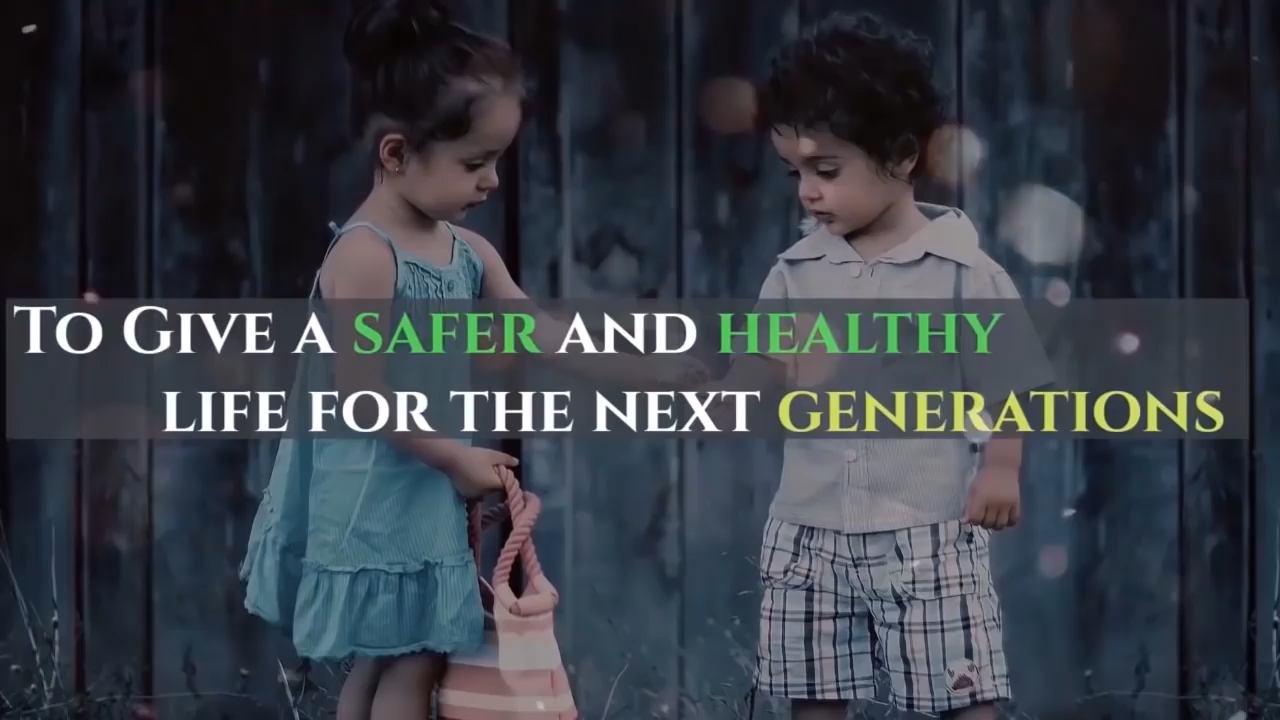 To Give a safer and healthy
life for the next generations